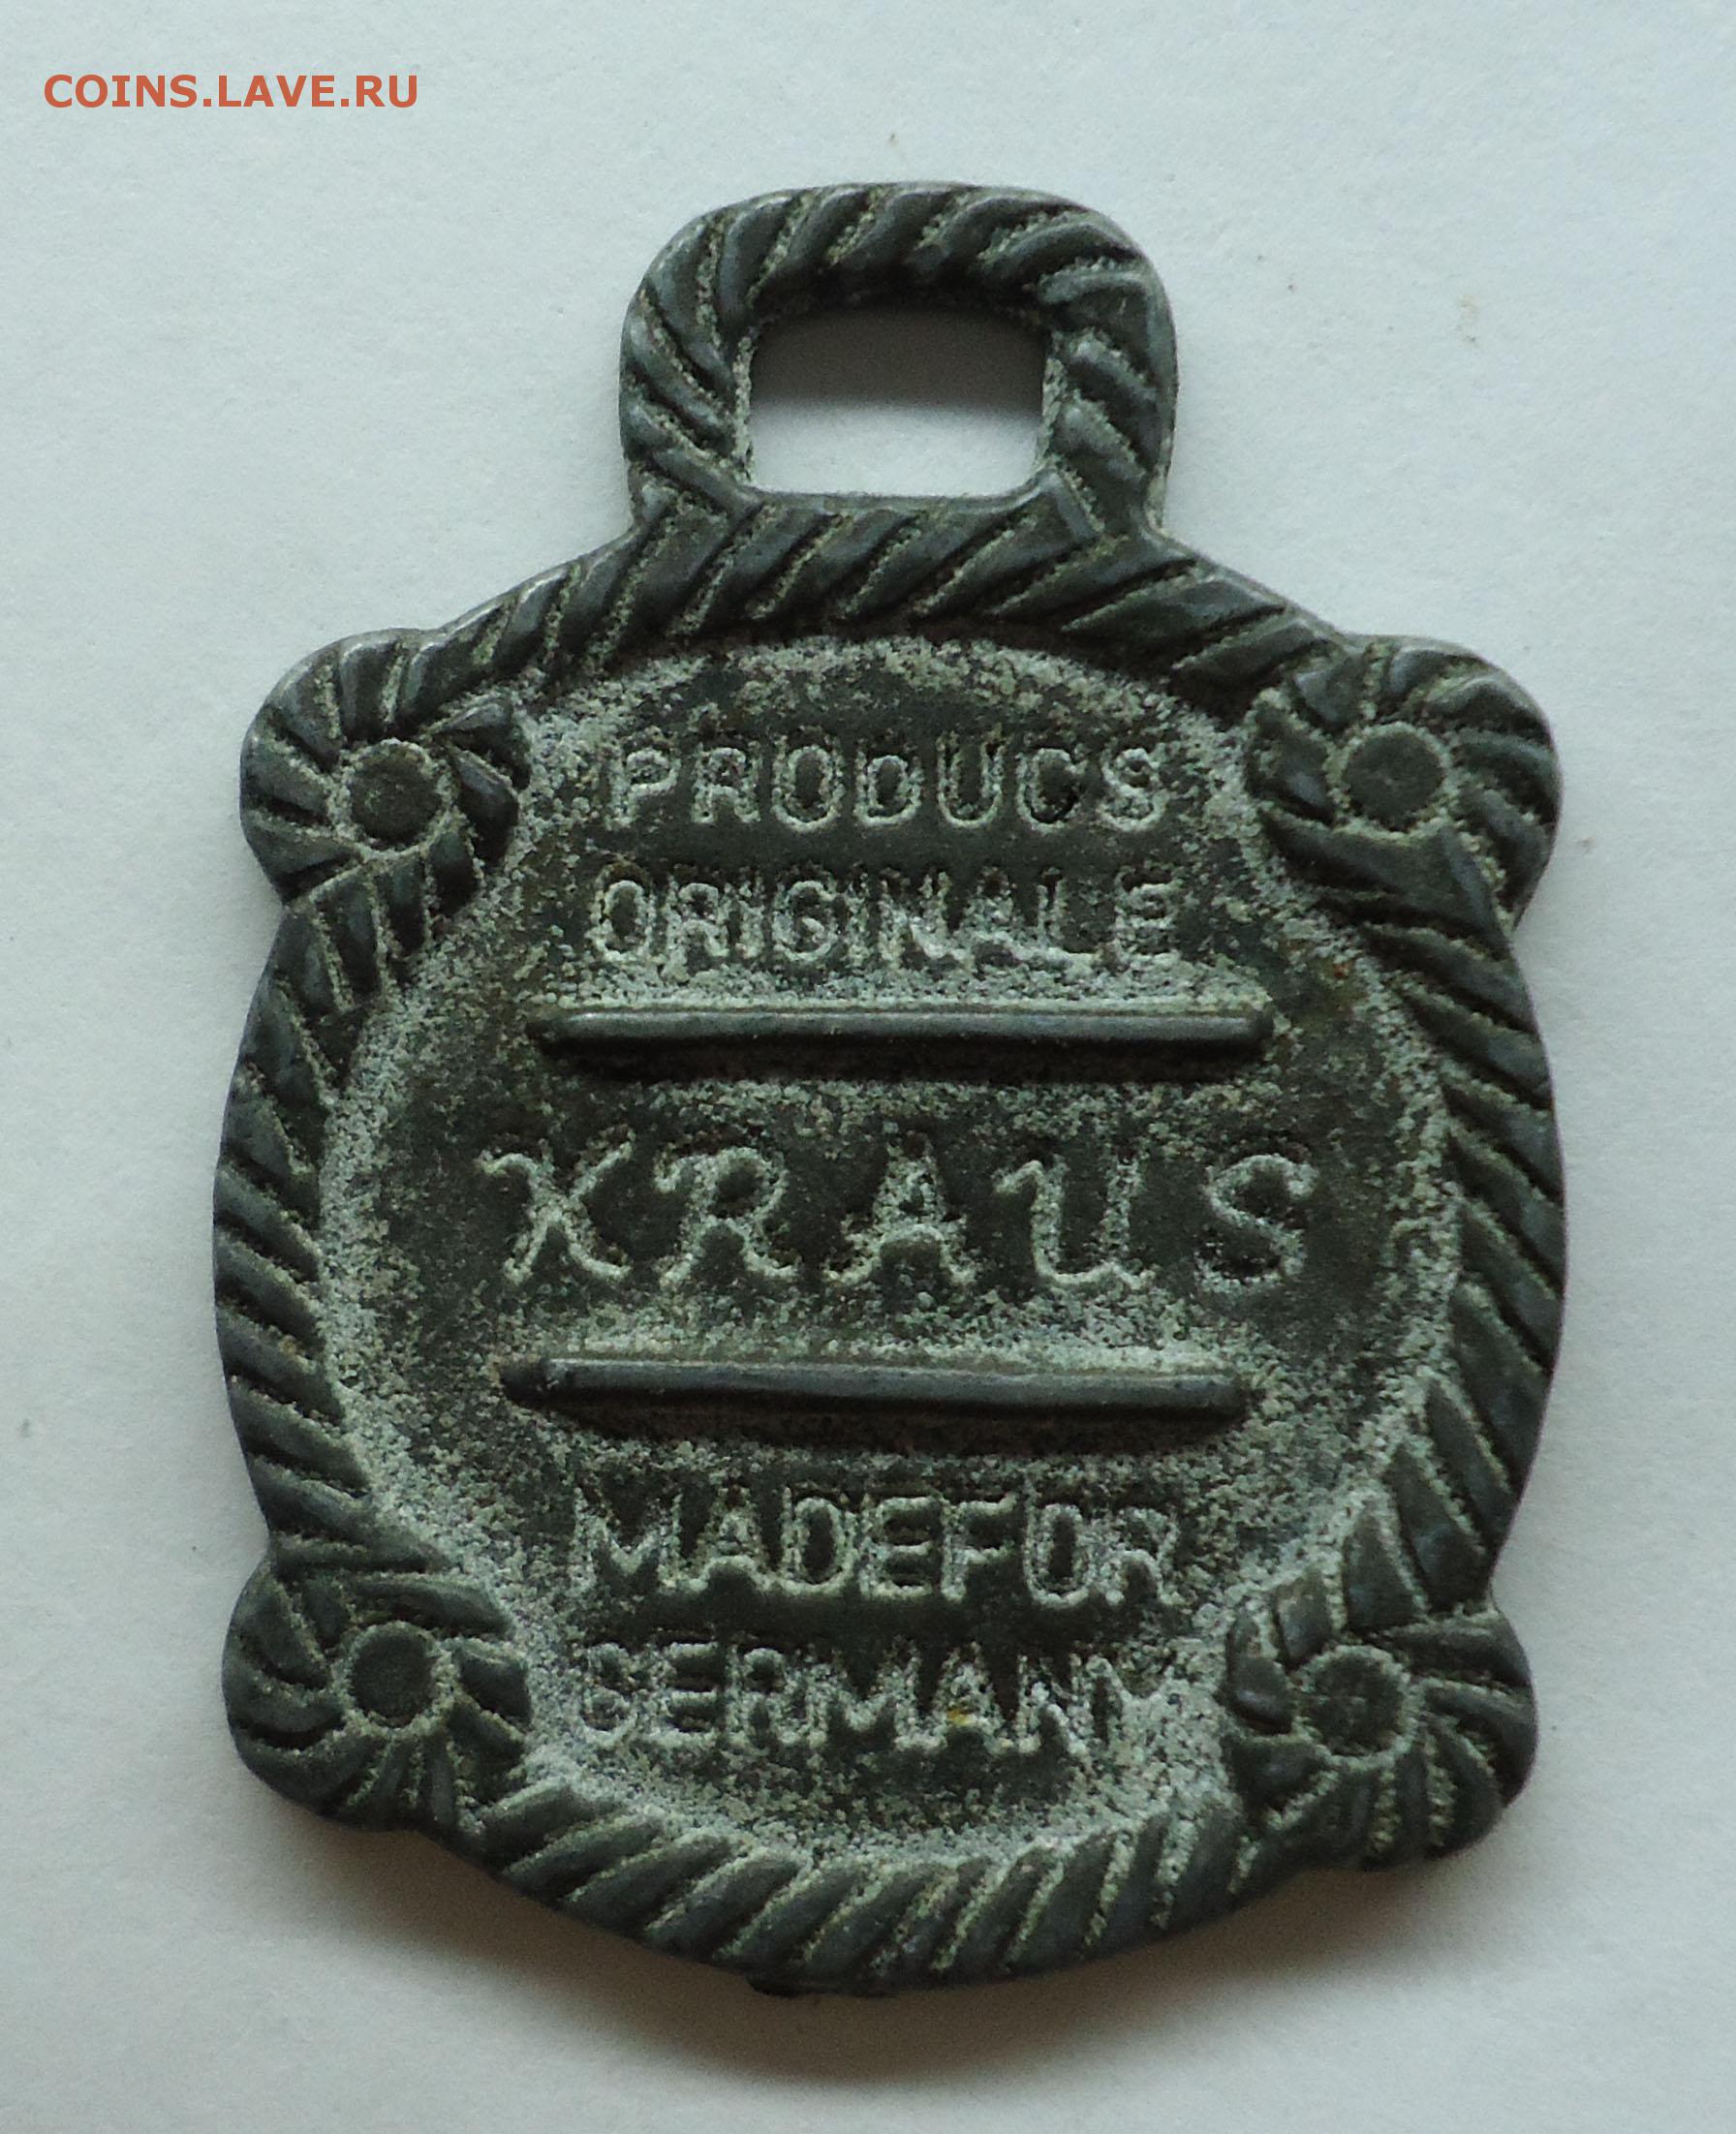 COINS.LAVE.RU
PRODUCS
ORIGINALE
KRAUS
MADEFOR
GERMANY